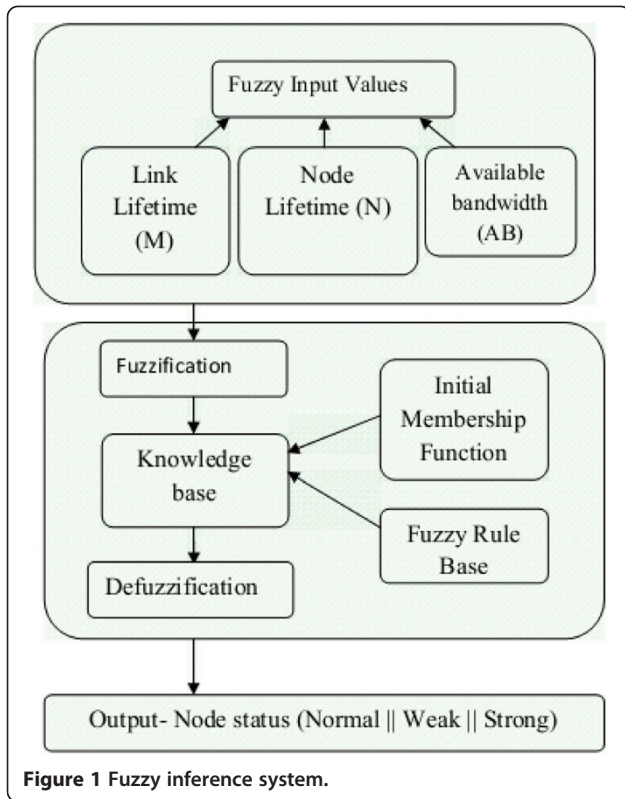 Fuzzy Input Values
Link
Lifetime
(M)
Node
Lifetime (N)
Available
bandwidth
(AB)
Fuzzification
Initial
Membership
Function
Knowledge
base
Fuzzy Rule
Base
Defuzzification
Output- Node status (Normal || Weak || Strong)
Figure 1 Fuzzy inference system.